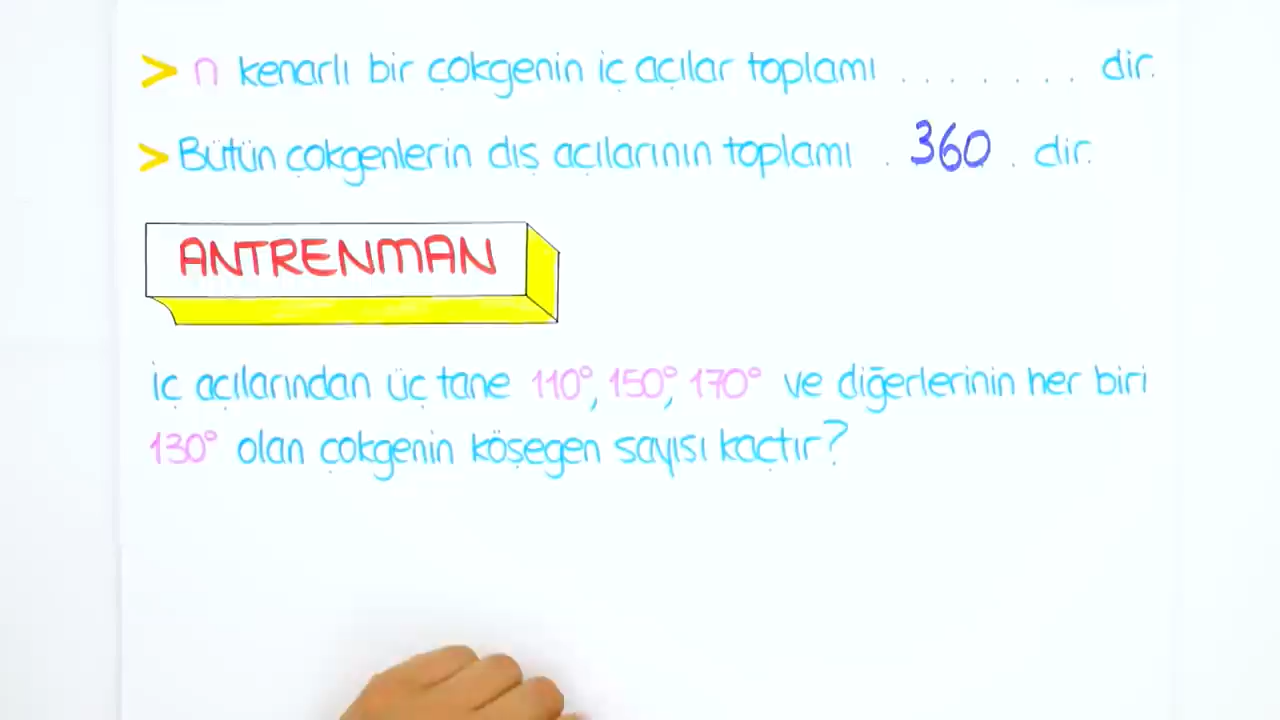 > n kenarlı bir çokgenin iç açılar toplamı . . . . . . . . dir.
> Bütün çokgenlerin dış açılarının toplamı . 360 . dir.
ANTRENMAN
İç açılarından üç tane 110°, 150°, 170° ve diğerlerinin her biri
130° olan çokgenin köşegen sayısı kaçtır?